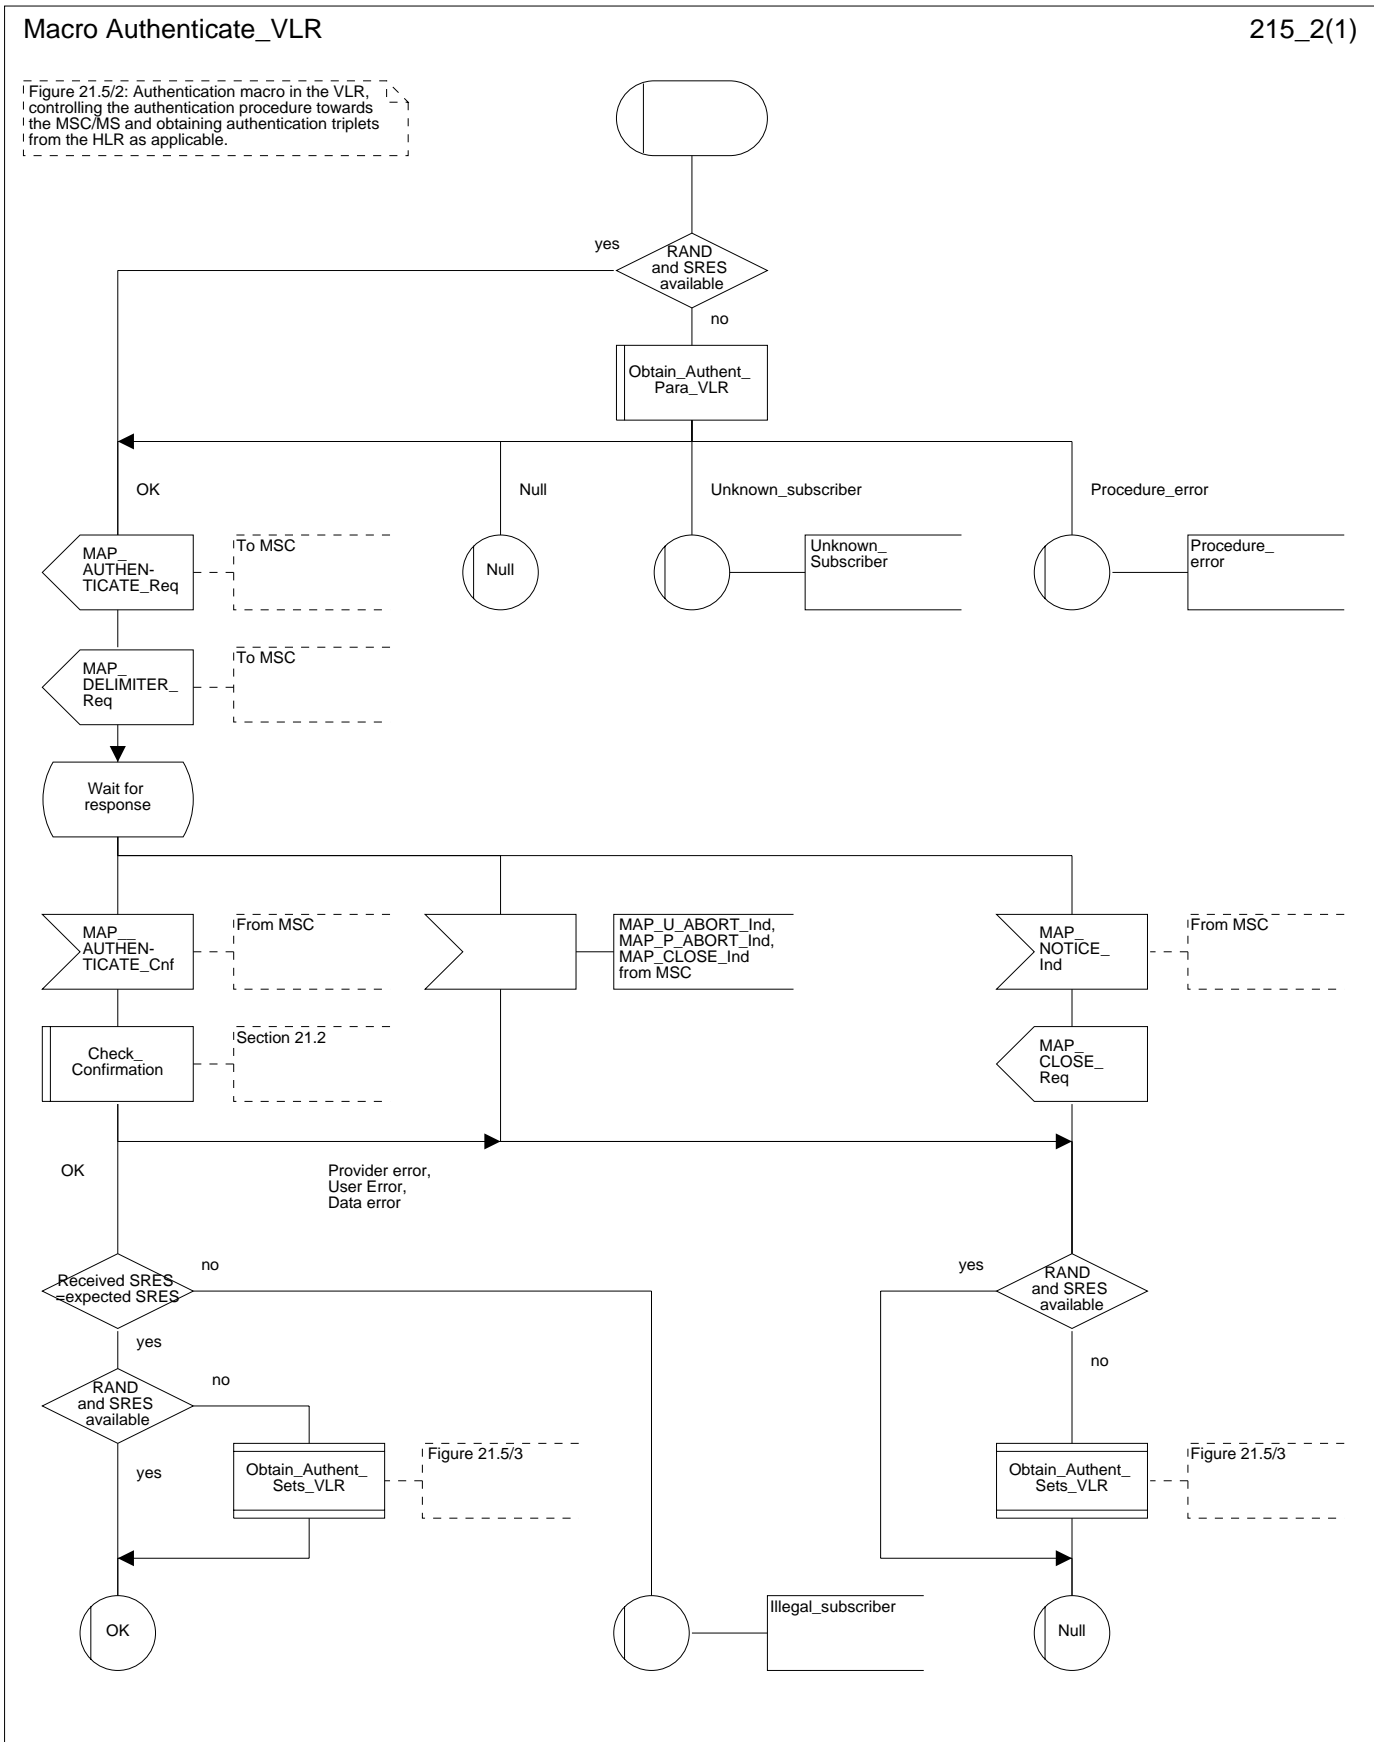 Macro Authenticate_VLR
215_2(1)
Figure 21.5/2: Authentication macro in the VLR,
controlling the authentication procedure towards
the MSC/MS and obtaining authentication triplets
from the HLR as applicable.
yes
RAND
and SRES
available
no
Obtain_Authent_
Para_VLR
OK
Null
Unknown_subscriber
Procedure_error
MAP_
AUTHEN-
TICATE_Req
To MSC
Null
Unknown_
Subscriber
Procedure_
error
MAP_
DELIMITER_
Req
To MSC
Wait for
response
MAP__
AUTHEN-
TICATE_Cnf
From MSC
MAP_U_ABORT_Ind,
MAP_P_ABORT_Ind,
MAP_CLOSE_Ind
from MSC
MAP_
NOTICE_
Ind
From MSC
Check_
Confirmation
Section 21.2
MAP_
CLOSE_
Req
OK
Provider error,
User Error,
Data error
Received SRES
=expected SRES
no
yes
RAND
and SRES
available
yes
no
RAND
and SRES
available
no
yes
Obtain_Authent_
Sets_VLR
Figure 21.5/3
Obtain_Authent_
Sets_VLR
Figure 21.5/3
OK
Illegal_subscriber
Null